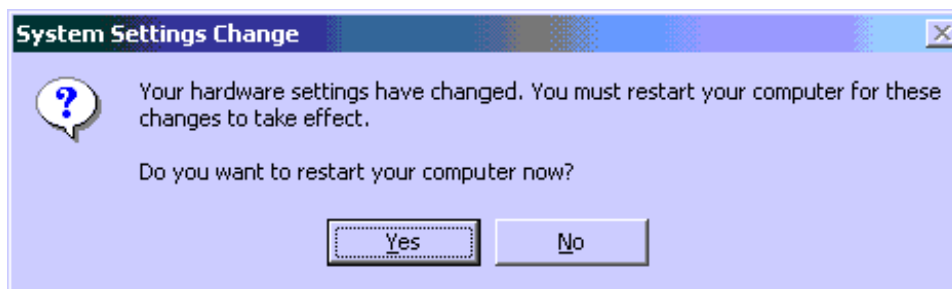 System Settings Change
Your hardware settings have changed. You must restart your computer for these
changes to take effect.
Do you want to restart your computer now?
Yes
No